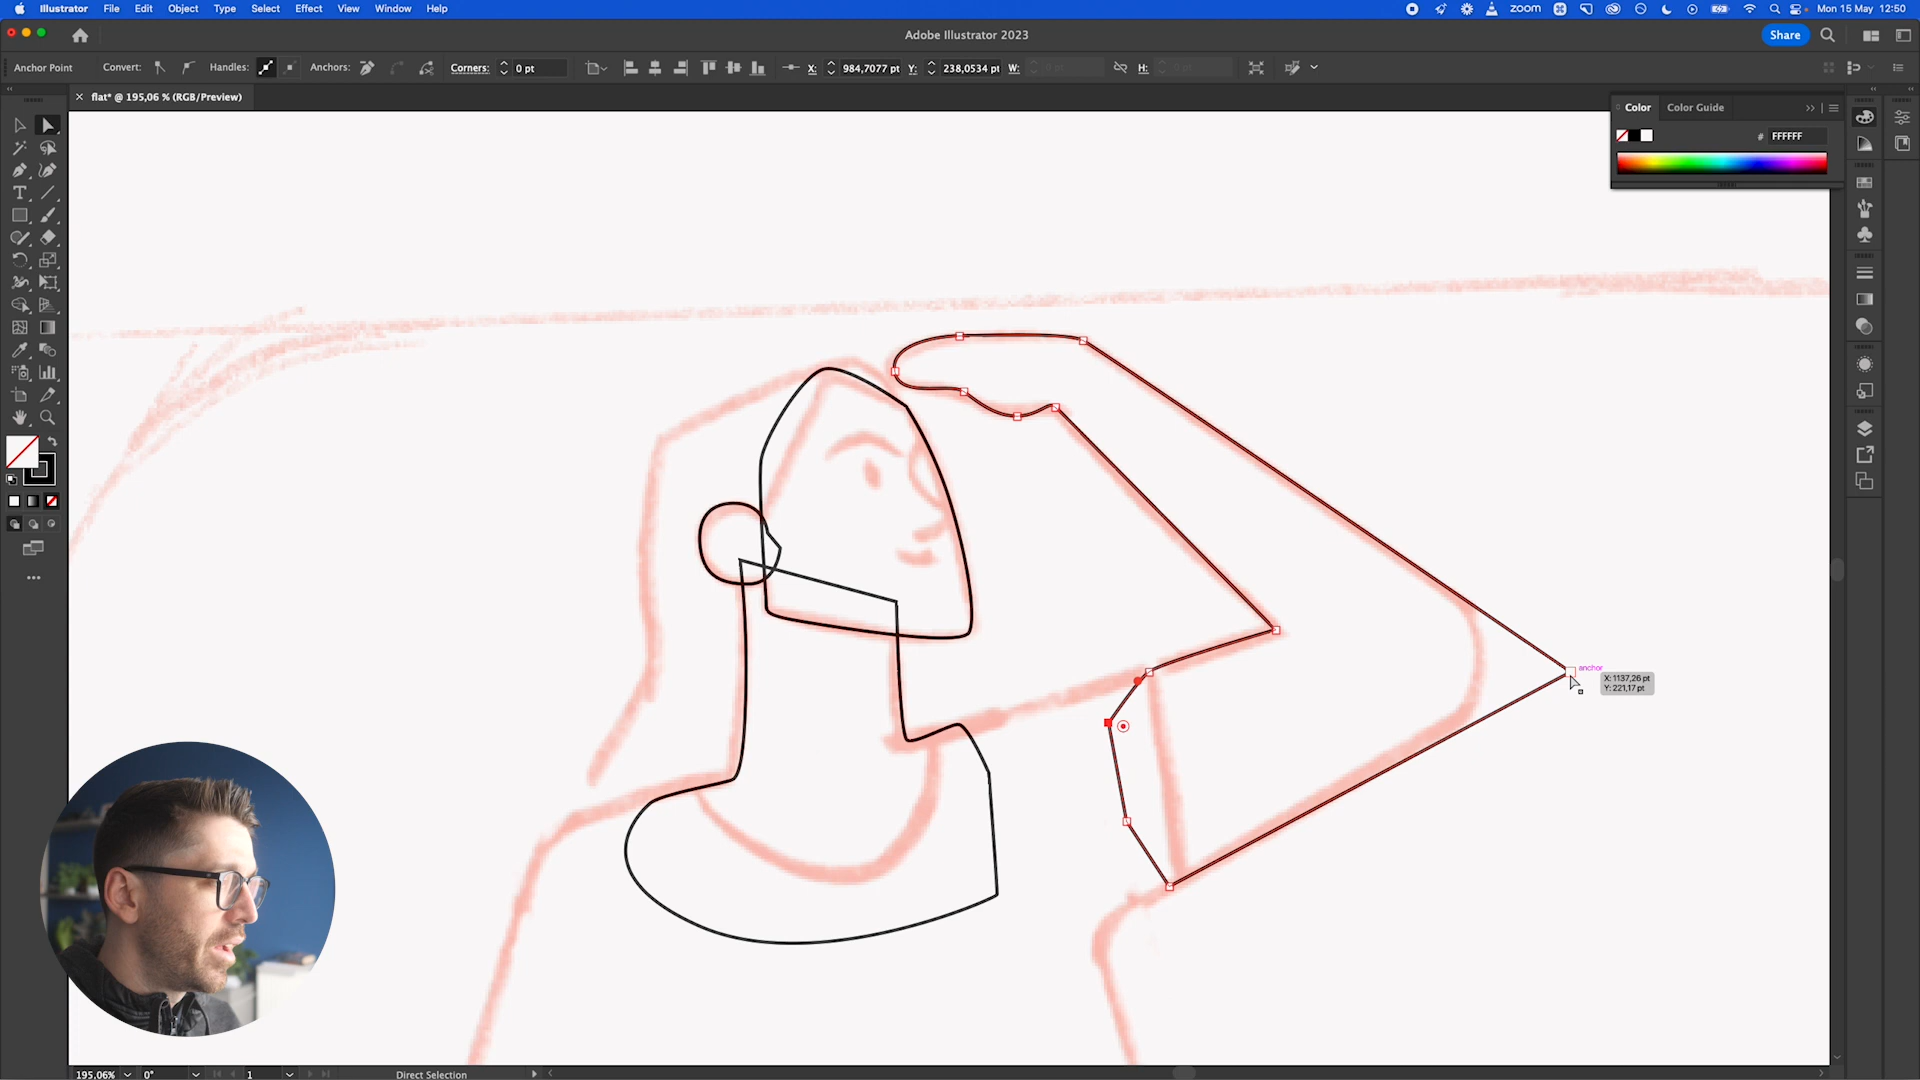 Illustrator File Edit Object Type Select Effect View Window Help
zoom
Mon 15 May 12:50
Adobe Illustrator 2023
Share
Anchor Point
Convert:
Handles:
Anchors:
Corners:
0 pt
X:
984,7077 pt
Y:
238,0534 pt
W:
H:
× flat* @ 195,06 % (RGB/Preview)
Color
Color Guide
# FFFFFF
anchor
X: 1137,26 pt
Y: 221,17 pt
195,06%
0°
1
Direct Selection